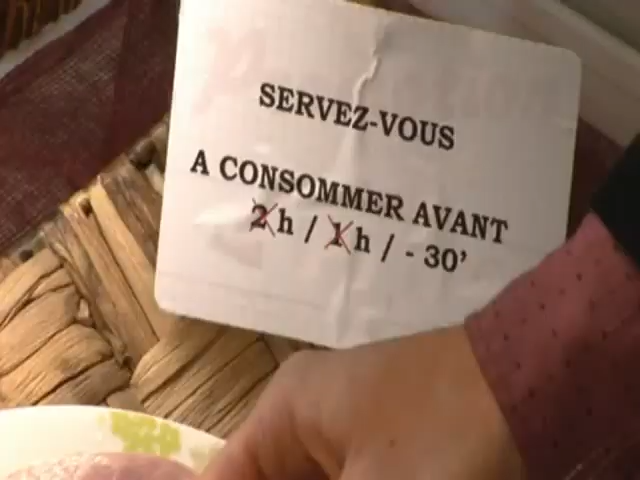 SERVEZ-VOUS
A CONSOMMER AVANT
2h / 1h / - 30'